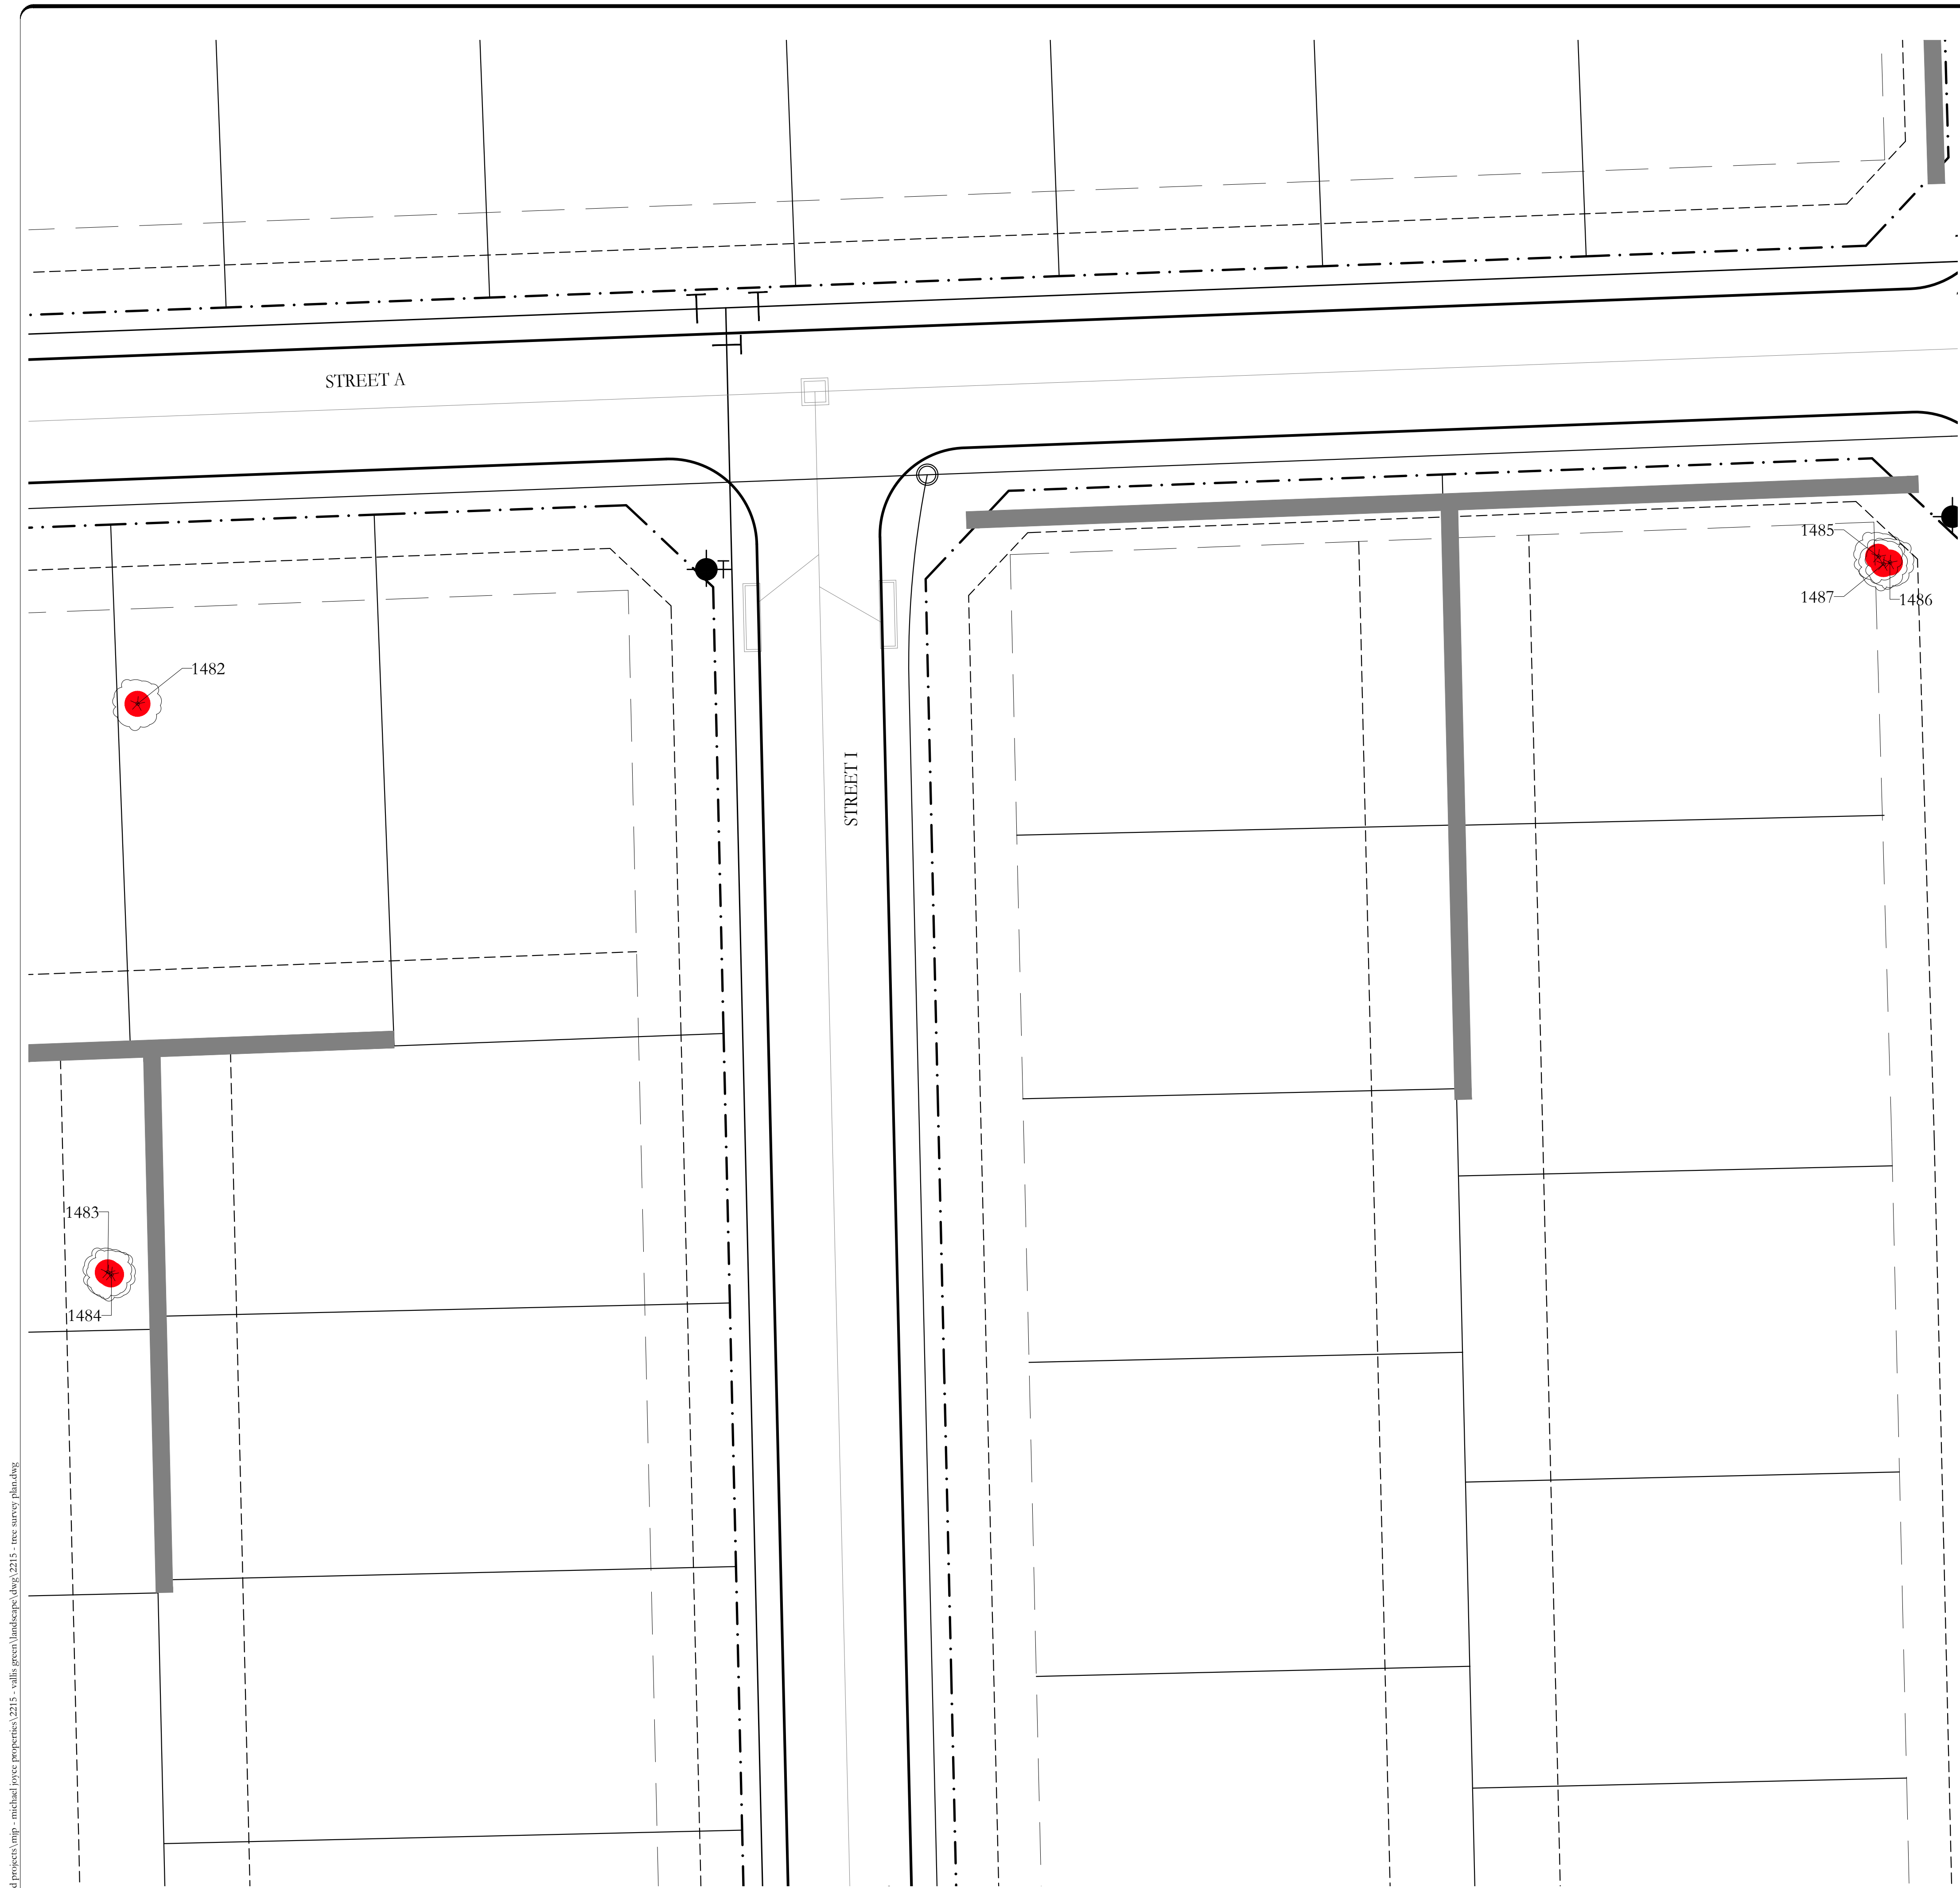 STREET A
1485
1487
1486
1482
STREET I
1483
1484
d projects\mjp - michael joyce properties\2215 - vallis green\landscape\dwg\2215 - tree survey plan.dwg